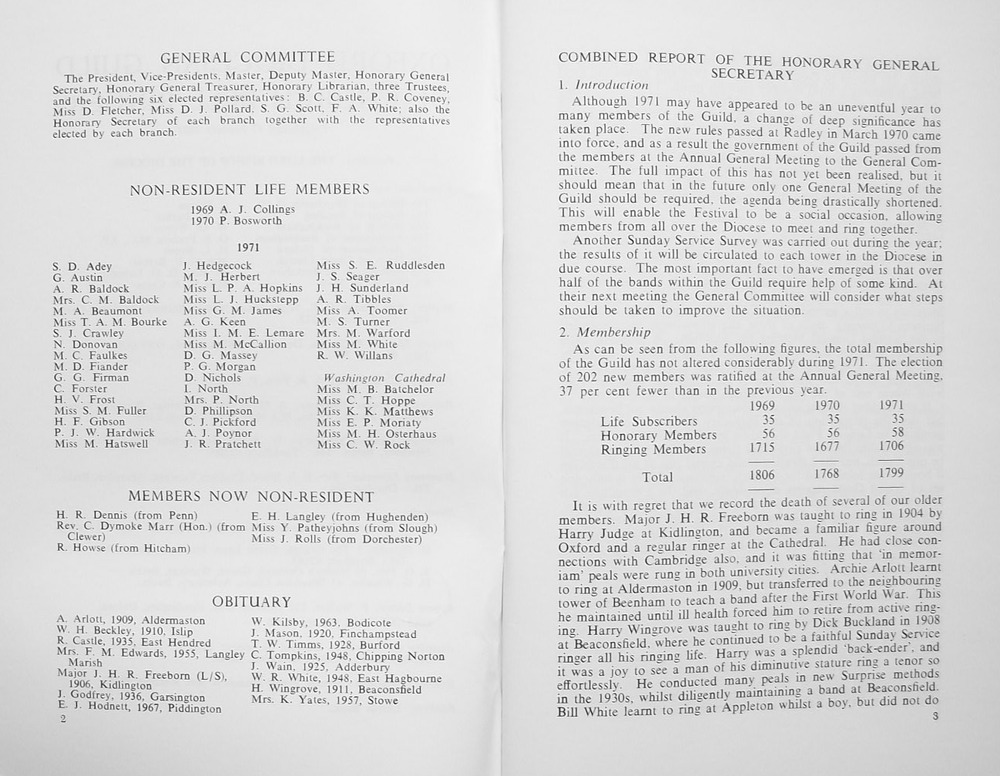 GENERAL COMMITTEE
The President, Vice-Presidents, Master, Deputy Master, Honorary General
Secretary, Honorary General Treasurer, Honorary Librarian, three Trustees,
and the following six elected representatives: B. C. Castle, P. R. Coveney,
Miss D. Fletcher, Miss D. J. Pollard, S. G. Scott, F. A. White; also the
Honorary Secretary of each branch together with the representatives
elected by each branch.
NON-RESIDENT LIFE MEMBERS
1969 A. J. Collings
1970 P. Bosworth
1971
S. D. Adey
G. Austin
A. R. Baldock
Mrs. C. M. Baldock
M. A. Beaumont
Miss T. A. M. Bourke
S. J. Crawley
N. Donovan
M. C. Faulkes
M. D. Fiander
G. G. Firman
C. Forster
H. V. Frost
Miss S. M. Fuller
H. F. Gibson
P. J. W. Hardwick
Miss M. Hatswell
J. Hedgecock
M. J. Herbert
Miss L. P. A. Hopkins
Miss L. J. Huckstepp
Miss G. M. James
A. G. Keen
Miss I. M. E. Lemare
Miss M. McCallion
D. G. Massey
P. G. Morgan
D. Nichols
I. North
Mrs. P. North
D. Phillipson
C. J. Pickford
A. J. Poynor
J. R. Pratchett
Miss S. E. Ruddlesden
J. S. Seager
J. H. Sunderland
A. R. Tibbles
Miss A. Toomer
M. S. Turner
Mrs. M. Warford
Miss M. White
R. W. Willans
Washington Cathedral
Miss M. B. Batchelor
Miss C. T. Hoppe
Miss K. K. Matthews
Miss E. P. Moriaty
Miss M. H. Osterhaus
Miss C. W. Rock
MEMBERS NOW NON-RESIDENT
H. R. Dennis (from Penn)
Rev. C. Dymoke Marr (Hon.) (from
Clewer)
R. Howse (from Hitcham)
E. H. Langley (from Hughenden)
Miss Y. Patheyjohns (from Slough)
Miss J. Rolls (from Dorchester)
OBITUARY
A. Arlott, 1909, Aldermaston
W. H. Beckley, 1910, Islip
R. Castle, 1935, East Hendred
Mrs. F. M. Edwards, 1955, Langley
Marish
Major J. H. R. Freeborn (L/S),
1906, Kidlington
J. Godfrey, 1936, Garsington
E. J. Hodnett, 1967, Piddington
W. Kilsby, 1963, Bodicote
J. Mason, 1920, Finchampstead
T. W. Timms, 1928, Burford
C. Tompkins, 1948, Chipping Norton
J. Wain, 1925, Adderbury
W. R. White, 1948, East Hagbourne
H. Wingrove, 1911, Beaconsfield
Mrs. K. Yates, 1957, Stowe
2
COMBINED REPORT OF THE HONORARY GENERAL
SECRETARY
1. Introduction
Although 1971 may have appeared to be an uneventful year to
many members of the Guild, a change of deep significance has
taken place. The new rules passed at Radley in March 1970 came
into force, and as a result the government of the Guild passed from
the members at the Annual General Meeting to the General Com-
mittee. The full impact of this has not yet been realised, but it
should mean that in the future only one General Meeting of the
Guild should be required, the agenda being drastically shortened.
This will enable the Festival to be a social occasion, allowing
members from all over the Diocese to meet and ring together.
Another Sunday Service Survey was carried out during the year;
the results of it will be circulated to each tower in the Diocese in
due course. The most important fact to have emerged is that over
half of the bands within the Guild require help of some kind. At
their next meeting the General Committee will consider what steps
should be taken to improve the situation.
2. Membership
As can be seen from the following figures, the total membership
of the Guild has not altered considerably during 1971. The election
of 202 new members was ratified at the Annual General Meeting,
37 per cent fewer than in the previous year.
1969 1970 1971
Life Subscribers 35 35 35
Honorary Members 56 56 58
Ringing Members 1715 1677 1706
Total 1806 1768 1799
It is with regret that we record the death of several of our older
members. Major J. H. R. Freeborn was taught to ring in 1904 by
Harry Judge at Kidlington, and became a familiar figure around
Oxford and a regular ringer at the Cathedral. He had close con-
nections with Cambridge also, and it was fitting that 'in memor-
iam' peals were rung in both university cities. Archie Arlott learnt
to ring at Aldermaston in 1909, but transferred to the neighbouring
tower of Beenham to teach a band after the First World War. This
he maintained until ill health forced him to retire from active ring-
ing. Harry Wingrove was taught to ring by Dick Buckland in 1908
at Beaconsfield, where he continued to be a faithful Sunday Service
ringer all his ringing life. Harry was a splendid 'back-ender', and
it was a joy to see a man of his diminutive stature ring a tenor so
effortlessly. He conducted many peals in new Surprise methods
in the 1930s, whilst diligently maintaining a band at Beaconsfield.
Bill White learnt to ring at Appleton whilst a boy, but did not do
3